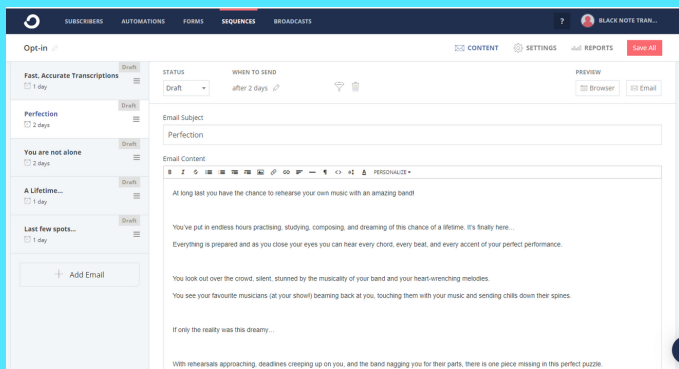 SUBSCRIBERS AUTOMATIONS FORMS SEQUENCES BROADCASTS ? BLACK NOTE TRAN...
Opt-in CONTENT SETTINGS REPORTS Save All
Draft
Fast, Accurate Transcriptions
1 day
Draft
Perfection
2 days
Draft
You are not alone
2 days
Draft
A Lifetime...
1 day
Draft
Last few spots...
1 day
+ Add Email
STATUS WHEN TO SEND PREVIEW
Draft after 2 days Browser Email
Email Subject
Perfection
Email Content
B I S <> A PERSONALIZE
At long last you have the chance to rehearse your own music with an amazing band!
You've put in endless hours practising, studying, composing, and dreaming of this chance of a lifetime. It's finally here…
Everything is prepared and as you close your eyes you can hear every chord, every beat, and every accent of your perfect performance.
You look out over the crowd, silent, stunned by the musicality of your band and your heart-wrenching melodies.
You see your favourite musicians (at your show!) beaming back at you, touching them with your music and sending chills down their spines.
If only the reality was this dreamy…
With rehearsals approaching, deadlines creeping up on you, and the band nagging you for their parts, there is one piece missing in this perfect puzzle.